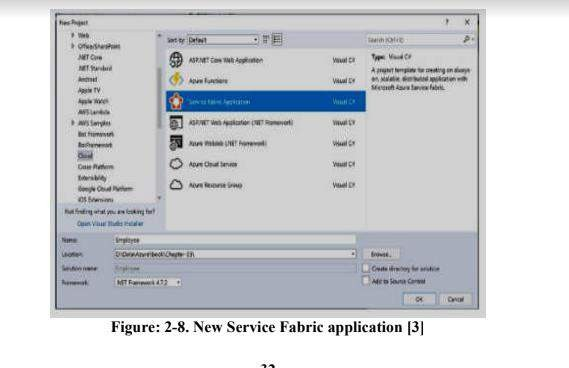 New Project
? X
Web
Office/SharePoint
.NET Core
.NET Standard
Android
Apple TV
Apple Watch
AWS Lambda
AWS Samples
Bot Framework
BotFramework
Cloud
Cross-Platform
Extensibility
Google Cloud Platform
iOS Extensions
Not finding what you are looking for?
Open Visual Studio Installer
Sort by: Default
Search (Ctrl+E)
ASP.NET Core Web Application Visual C#
Azure Functions Visual C#
Service Fabric Application Visual C#
ASP.NET Web Application (.NET Framework) Visual C#
Azure WebJob (.NET Framework) Visual C#
Azure Cloud Service Visual C#
Azure Resource Group Visual C#
Type: Visual C#
A project template for creating an always-
on, scalable, distributed application with
Microsoft Azure Service Fabric.
Name: Employee
Location:
Browse...
Solution name: Employee
Create directory for solution
Framework: .NET Framework 4.7.2
Add to Source Control
OK Cancel
Figure: 2-8. New Service Fabric application [3]
32